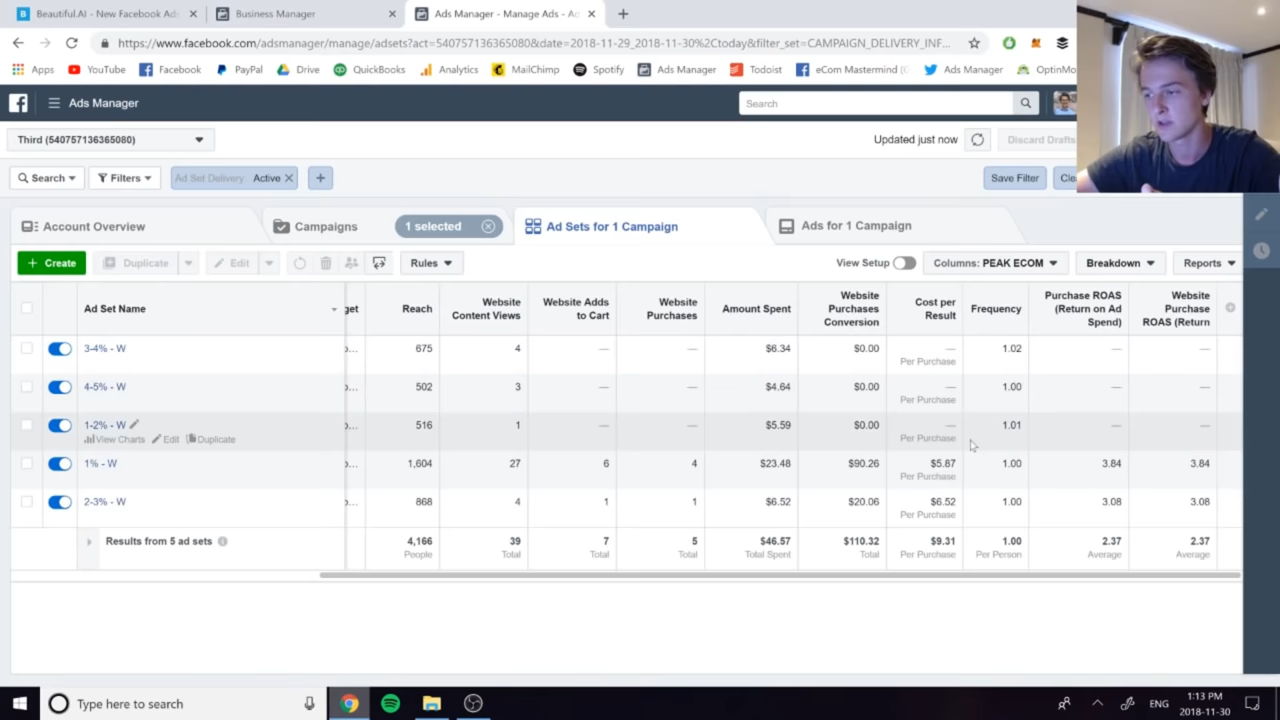 Beautiful.AI - New Facebook Ads
Business Manager
Ads Manager - Manage Ads - Ad
https://www.facebook.com/adsmanager/manage/adsets?act=540757136365080&date=2018-11-29_2018-11-30%2Ctoday&filter_set=CAMPAIGN_DELIVERY_INF...
Apps
YouTube
Facebook
PayPal
Drive
QuickBooks
Analytics
MailChimp
Spotify
Ads Manager
Todoist
eCom Mastermind (
Ads Manager
OptinMo
Ads Manager
Search
Third (540757136365080)
Updated just now
Discard Drafts
Search
Filters
Ad Set Delivery: Active
Save Filter
Clea
Account Overview
Campaigns
1 selected
Ad Sets for 1 Campaign
Ads for 1 Campaign
+ Create
Duplicate
Edit
Rules
View Setup
Columns: PEAK ECOM
Breakdown
Reports
Ad Set Name
get
Reach
Website Content Views
Website Adds to Cart
Website Purchases
Amount Spent
Website Purchases Conversion
Cost per Result
Frequency
Purchase ROAS (Return on Ad Spend)
Website Purchase ROAS (Return
3-4% - W
o...
675
4
—
—
$6.34
$0.00
—
Per Purchase
1.02
—
—
4-5% - W
o...
502
3
—
—
$4.64
$0.00
—
Per Purchase
1.00
—
—
1-2% - W
View Charts
Edit
Duplicate
o...
516
1
—
—
$5.59
$0.00
—
Per Purchase
1.01
—
—
1% - W
o...
1,604
27
6
4
$23.48
$90.26
$5.87
Per Purchase
1.00
3.84
3.84
2-3% - W
o...
868
4
1
1
$6.52
$20.06
$6.52
Per Purchase
1.00
3.08
3.08
Results from 5 ad sets
4,166
People
39
Total
7
Total
5
Total
$46.57
Total Spent
$110.32
Total
$9.31
Per Purchase
1.00
Per Person
2.37
Average
2.37
Average
Type here to search
ENG
1:13 PM
2018-11-30